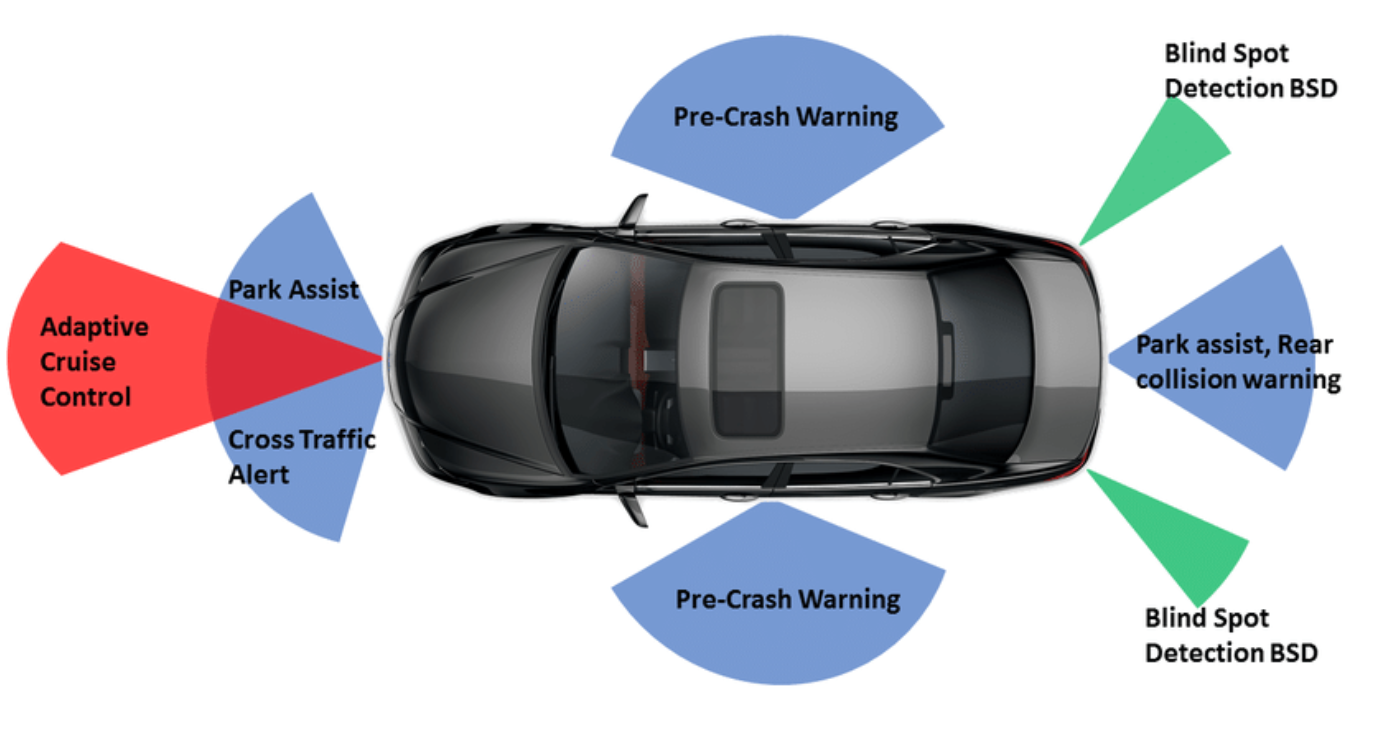 Blind Spot
Detection BSD
Pre-Crash Warning
Park Assist
Adaptive
Cruise
Control
Park assist, Rear
collision warning
Cross Traffic
Alert
Pre-Crash Warning
Blind Spot
Detection BSD